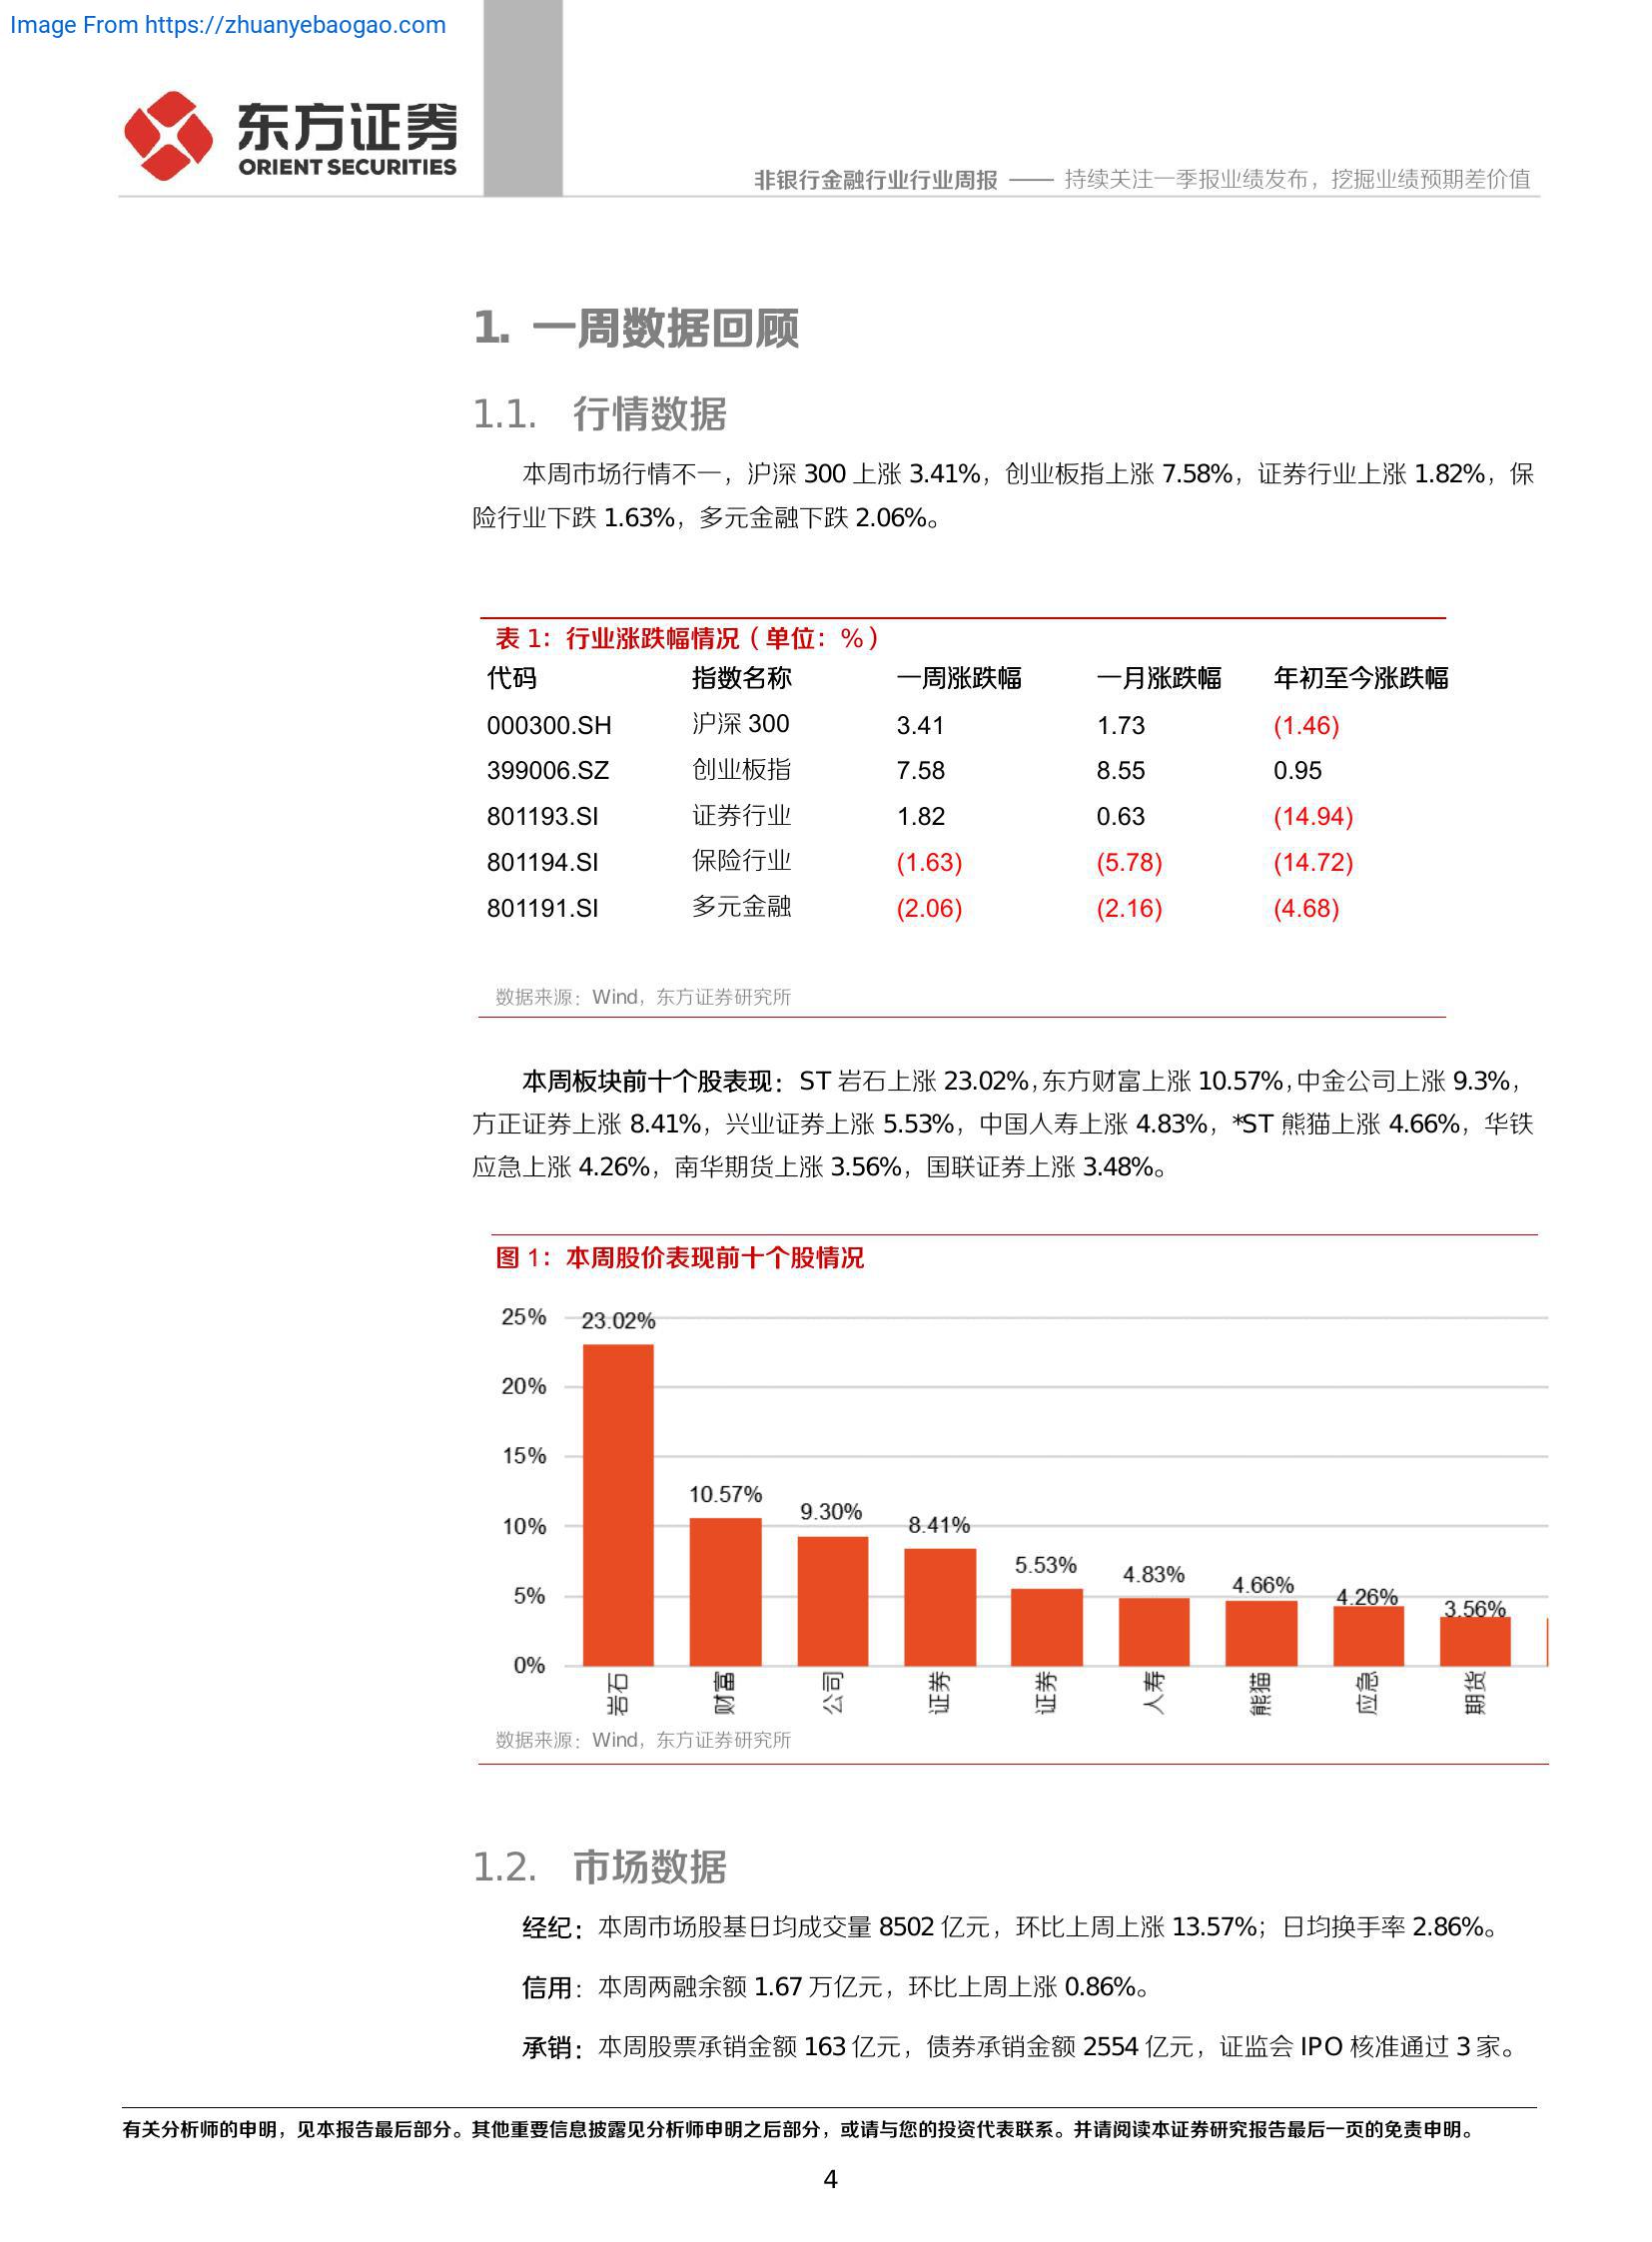 Image From https://zhuanyebaogao.com
东方证券
ORIENT SECURITIES
非银行金融行业行业周报 —— 持续关注一季报业绩发布，挖掘业绩预期差价值
1. 一周数据回顾
1.1. 行情数据
本周市场行情不一，沪深 300 上涨 3.41%，创业板指上涨 7.58%，证券行业上涨 1.82%，保
险行业下跌 1.63%，多元金融下跌 2.06%。
表 1：行业涨跌幅情况（单位：%）
代码 指数名称 一周涨跌幅 一月涨跌幅 年初至今涨跌幅
000300.SH 沪深 300 3.41 1.73 (1.46)
399006.SZ 创业板指 7.58 8.55 0.95
801193.SI 证券行业 1.82 0.63 (14.94)
801194.SI 保险行业 (1.63) (5.78) (14.72)
801191.SI 多元金融 (2.06) (2.16) (4.68)
数据来源：Wind，东方证券研究所
本周板块前十个股表现：ST 岩石上涨 23.02%，东方财富上涨 10.57%，中金公司上涨 9.3%，
方正证券上涨 8.41%，兴业证券上涨 5.53%，中国人寿上涨 4.83%，*ST 熊猫上涨 4.66%，华铁
应急上涨 4.26%，南华期货上涨 3.56%，国联证券上涨 3.48%。
图 1：本周股价表现前十个股情况
25%
20%
15%
10%
5%
0%
23.02%
10.57%
9.30%
8.41%
5.53%
4.83%
4.66%
4.26%
3.56%
岩石
财富
公司
证券
证券
人寿
熊猫
应急
期货
数据来源：Wind，东方证券研究所
1.2. 市场数据
经纪：本周市场股基日均成交量 8502 亿元，环比上周上涨 13.57%；日均换手率 2.86%。
信用：本周两融余额 1.67 万亿元，环比上周上涨 0.86%。
承销：本周股票承销金额 163 亿元，债券承销金额 2554 亿元，证监会 IPO 核准通过 3 家。
有关分析师的申明，见本报告最后部分。其他重要信息披露见分析师申明之后部分，或请与您的投资代表联系。并请阅读本证券研究报告最后一页的免责申明。
4